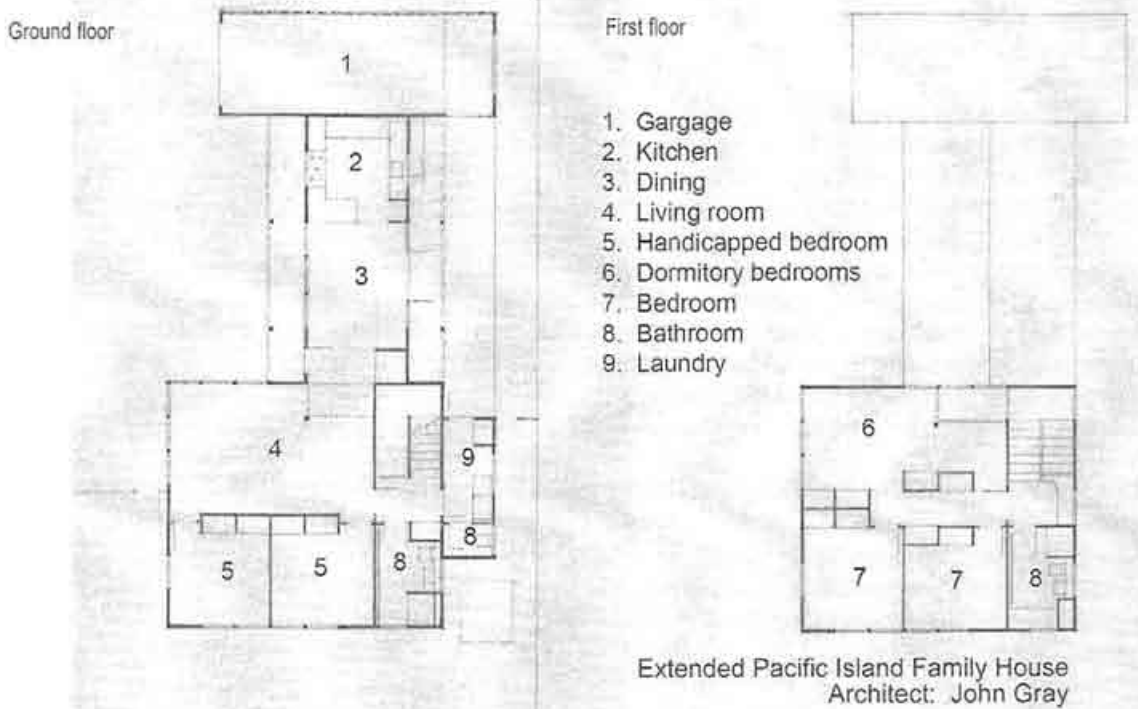 Ground floor
First floor
1
2
3
4
9
8
5
5
8
1. Gargage
2. Kitchen
3. Dining
4. Living room
5. Handicapped bedroom
6. Dormitory bedrooms
7. Bedroom
8. Bathroom
9. Laundry
6
7
7
8
Extended Pacific Island Family House
Architect: John Gray